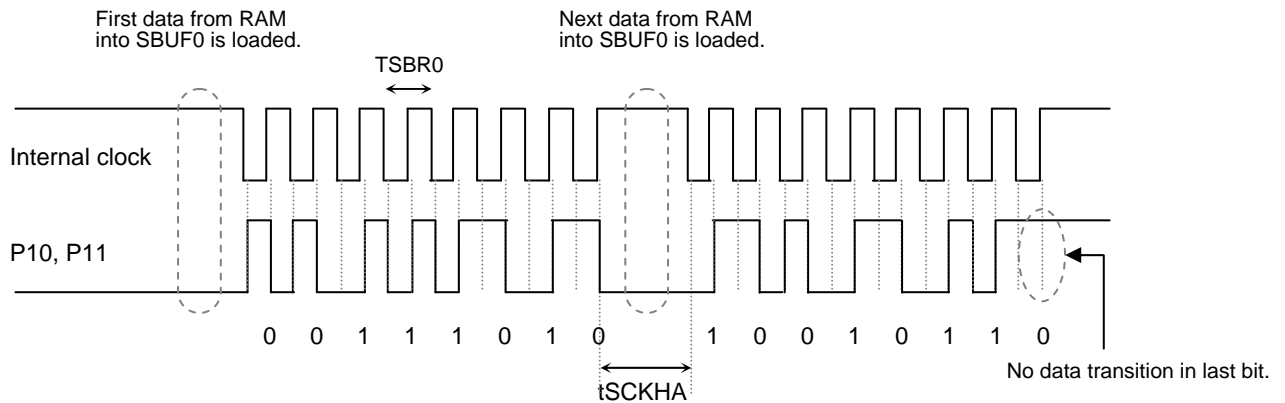 First data from RAM
into SBUF0 is loaded.
Next data from RAM
into SBUF0 is loaded.
TSBR0
Internal clock
P10, P11
0 0 1 1 1 0 1 0 1 0 0 1 0 1 1 0
tSCKHA
No data transition in last bit.